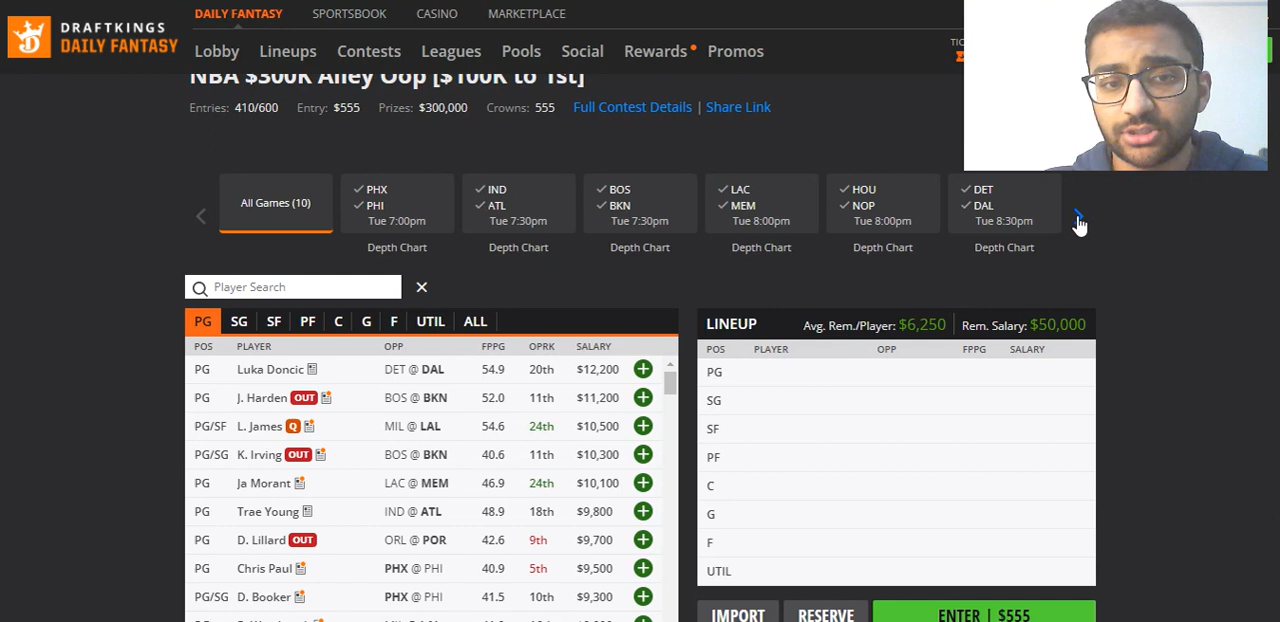 DRAFTKINGS
DAILY FANTASY
DAILY FANTASY SPORTSBOOK CASINO MARKETPLACE
Lobby Lineups Contests Leagues Pools Social Rewards Promos
NBA $300K Alley Oop [$100K to 1st]
Entries: 410/600 Entry: $555 Prizes: $300,000 Crowns: 555 Full Contest Details | Share Link
All Games (10)
PHX
PHI
Tue 7:00pm
Depth Chart
IND
ATL
Tue 7:30pm
Depth Chart
BOS
BKN
Tue 7:30pm
Depth Chart
LAC
MEM
Tue 8:00pm
Depth Chart
HOU
NOP
Tue 8:00pm
Depth Chart
DET
DAL
Tue 8:30pm
Depth Chart
Player Search
PG SG SF PF C G F UTIL ALL
POS PLAYER OPP FPPG OPRK SALARY
PG Luka Doncic DET @ DAL 54.9 20th $12,200
PG J. Harden OUT BOS @ BKN 52.0 11th $11,200
PG/SF L. James Q MIL @ LAL 54.6 24th $10,500
PG/SG K. Irving OUT BOS @ BKN 40.6 11th $10,300
PG Ja Morant LAC @ MEM 46.9 24th $10,100
PG Trae Young IND @ ATL 48.9 18th $9,800
PG D. Lillard OUT ORL @ POR 42.6 9th $9,700
PG Chris Paul PHX @ PHI 40.9 5th $9,500
PG/SG D. Booker PHX @ PHI 41.5 10th $9,300
LINEUP Avg. Rem./Player: $6,250 Rem. Salary: $50,000
POS PLAYER OPP FPPG SALARY
PG
SG
SF
PF
C
G
F
UTIL
IMPORT RESERVE ENTER | $555